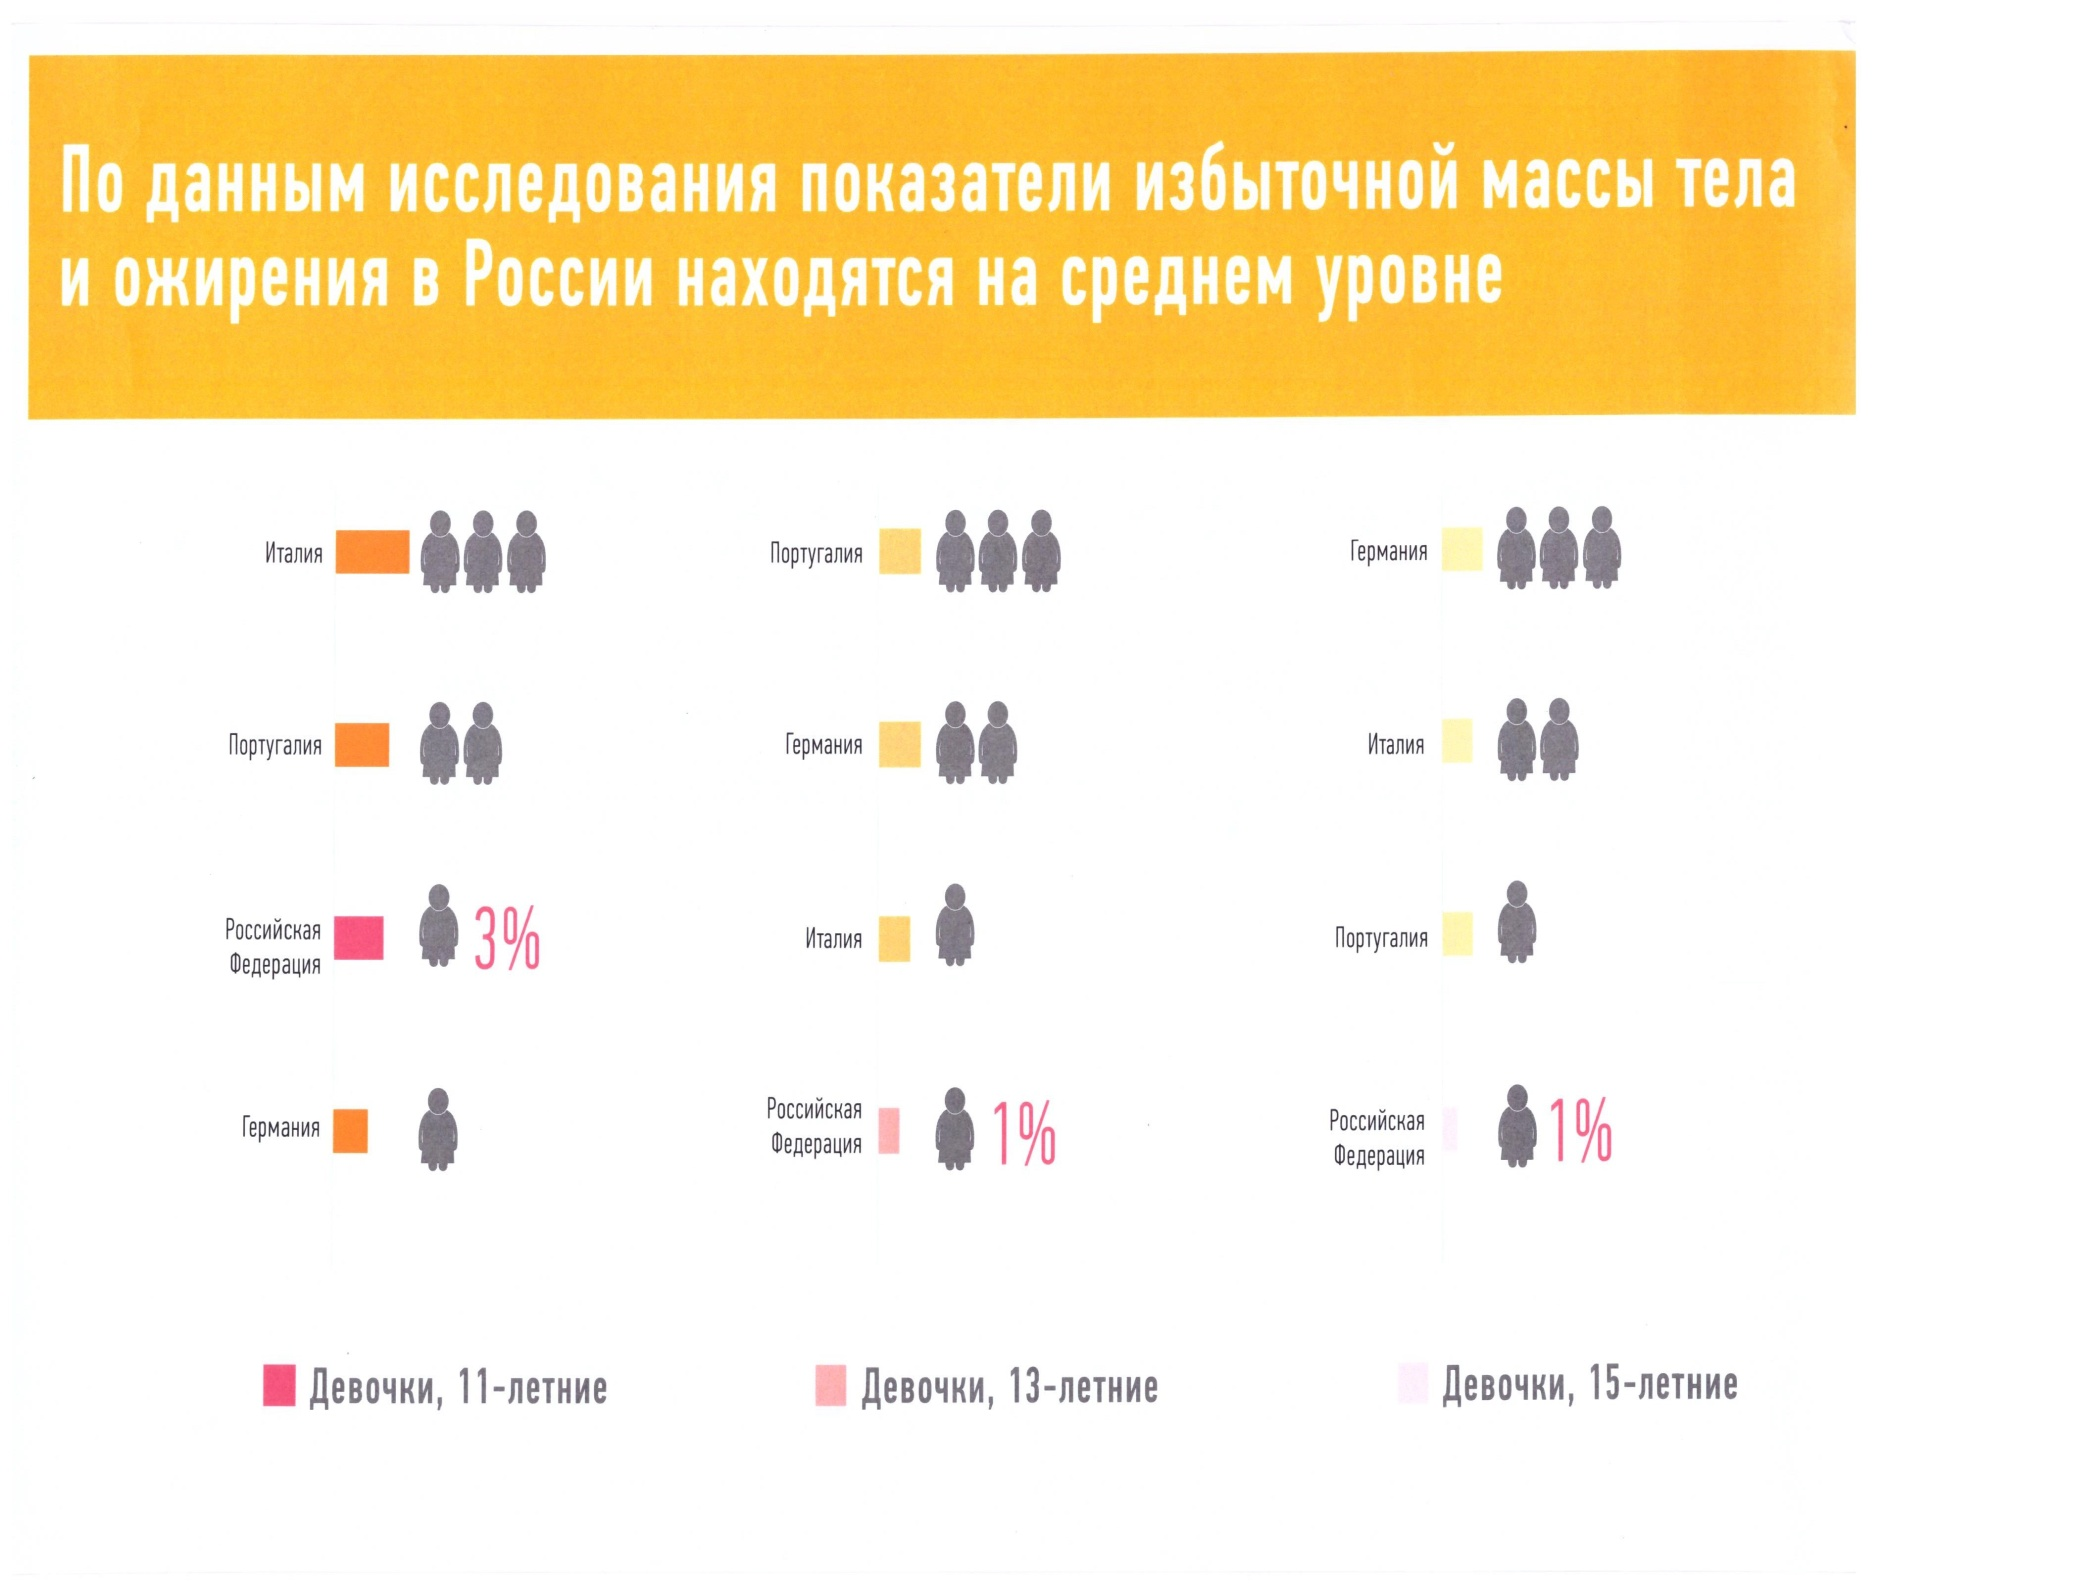 По данным исследования показатели избыточной массы тела
и ожирения в России находятся на среднем уровне
Италия
Португалия
Российская
Федерация
3%
Германия
Девочки, 11-летние
Португалия
Германия
Италия
Российская
Федерация
1%
Девочки, 13-летние
Германия
Италия
Португалия
Российская
Федерация
1%
Девочки, 15-летние